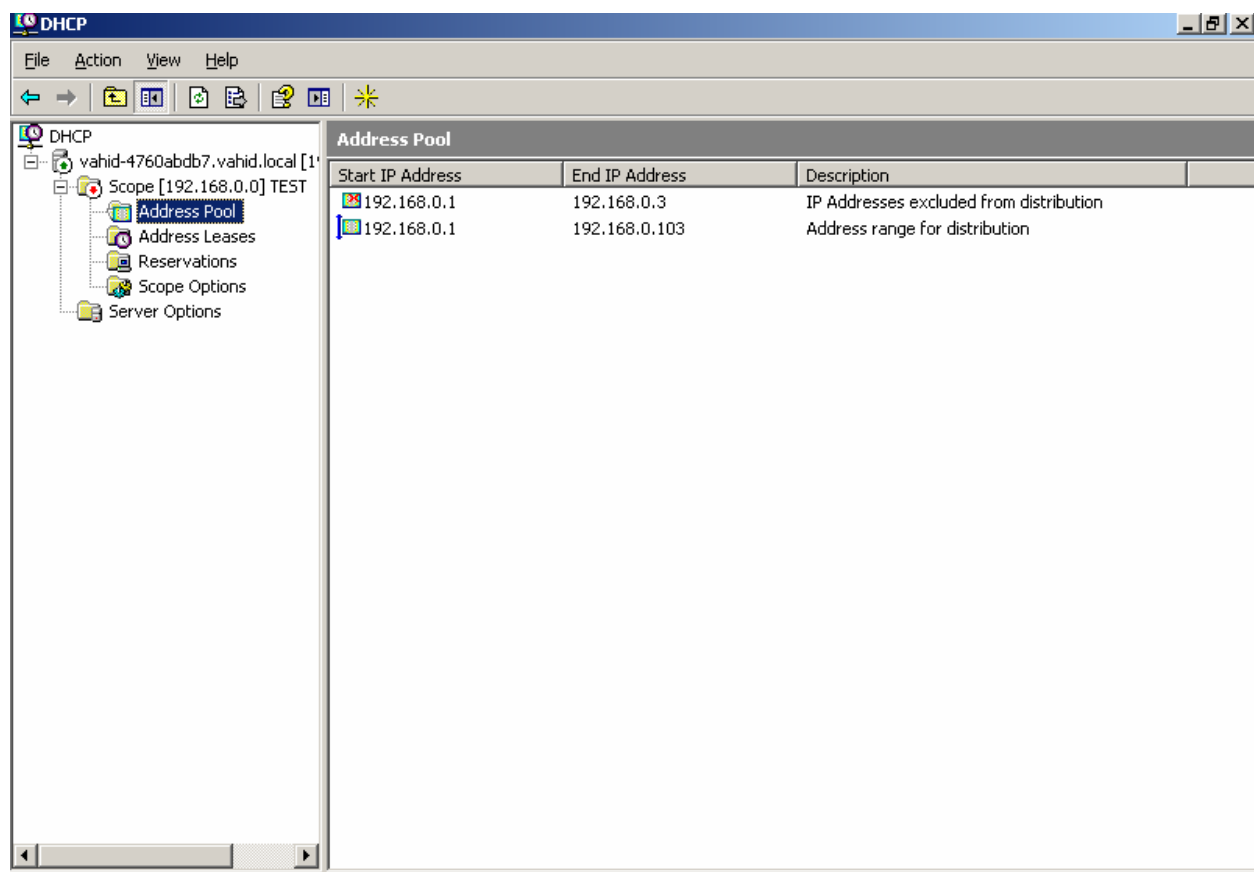 DHCP
File Action View Help
DHCP
vahid-4760abdb7.vahid.local [1
Scope [192.168.0.0] TEST
Address Pool
Address Leases
Reservations
Scope Options
Server Options
Address Pool
Start IP Address End IP Address Description
192.168.0.1 192.168.0.3 IP Addresses excluded from distribution
192.168.0.1 192.168.0.103 Address range for distribution